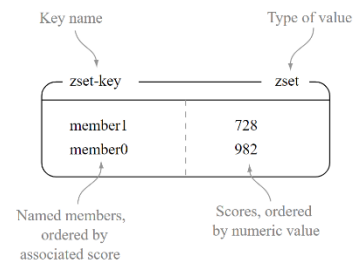 Key name
Type of value
zset-key
zset
member1
728
member0
982
Named members,
ordered by
associated score
Scores, ordered
by numeric value